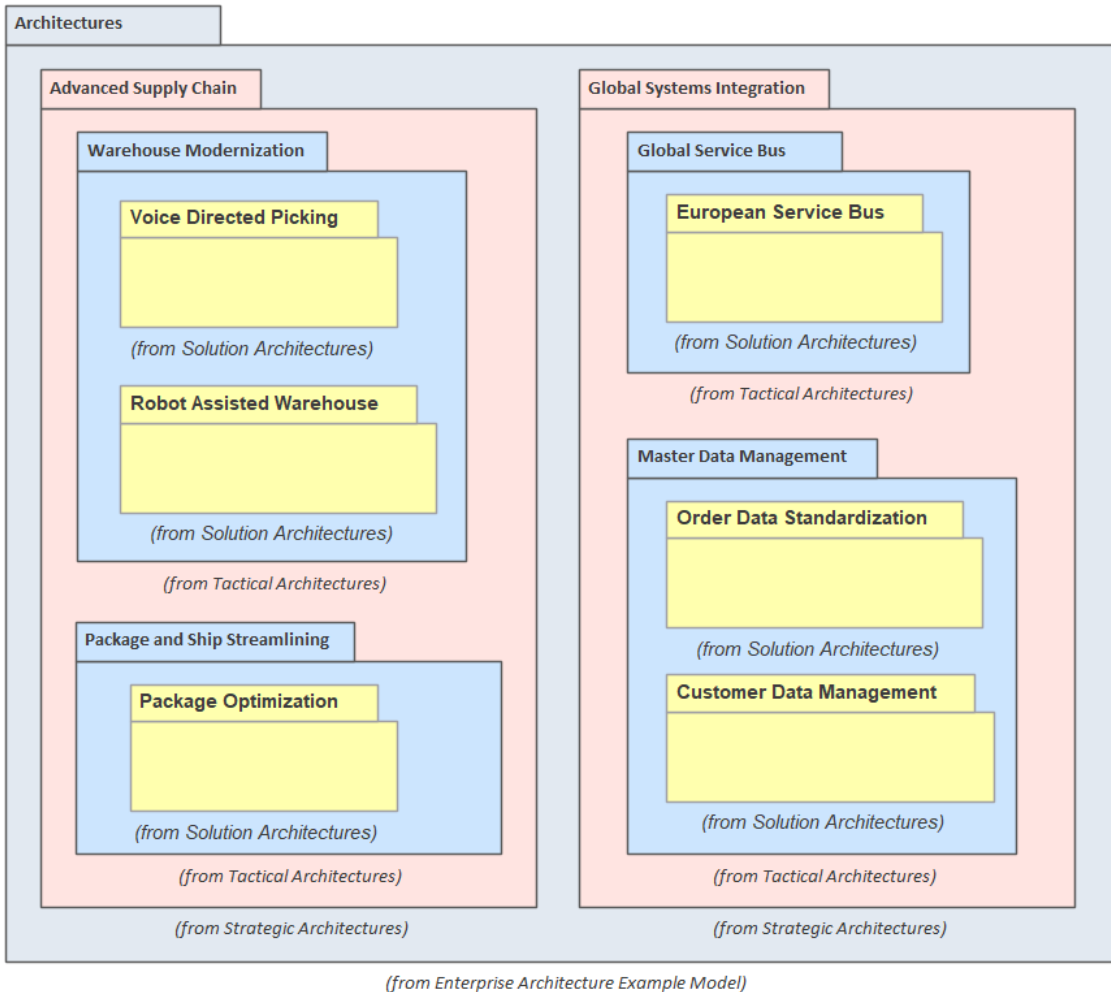 Architectures
Advanced Supply Chain
Warehouse Modernization
Voice Directed Picking
(from Solution Architectures)
Robot Assisted Warehouse
(from Solution Architectures)
(from Tactical Architectures)
Package and Ship Streamlining
Package Optimization
(from Solution Architectures)
(from Tactical Architectures)
(from Strategic Architectures)
Global Systems Integration
Global Service Bus
European Service Bus
(from Solution Architectures)
(from Tactical Architectures)
Master Data Management
Order Data Standardization
(from Solution Architectures)
Customer Data Management
(from Solution Architectures)
(from Tactical Architectures)
(from Strategic Architectures)
(from Enterprise Architecture Example Model)